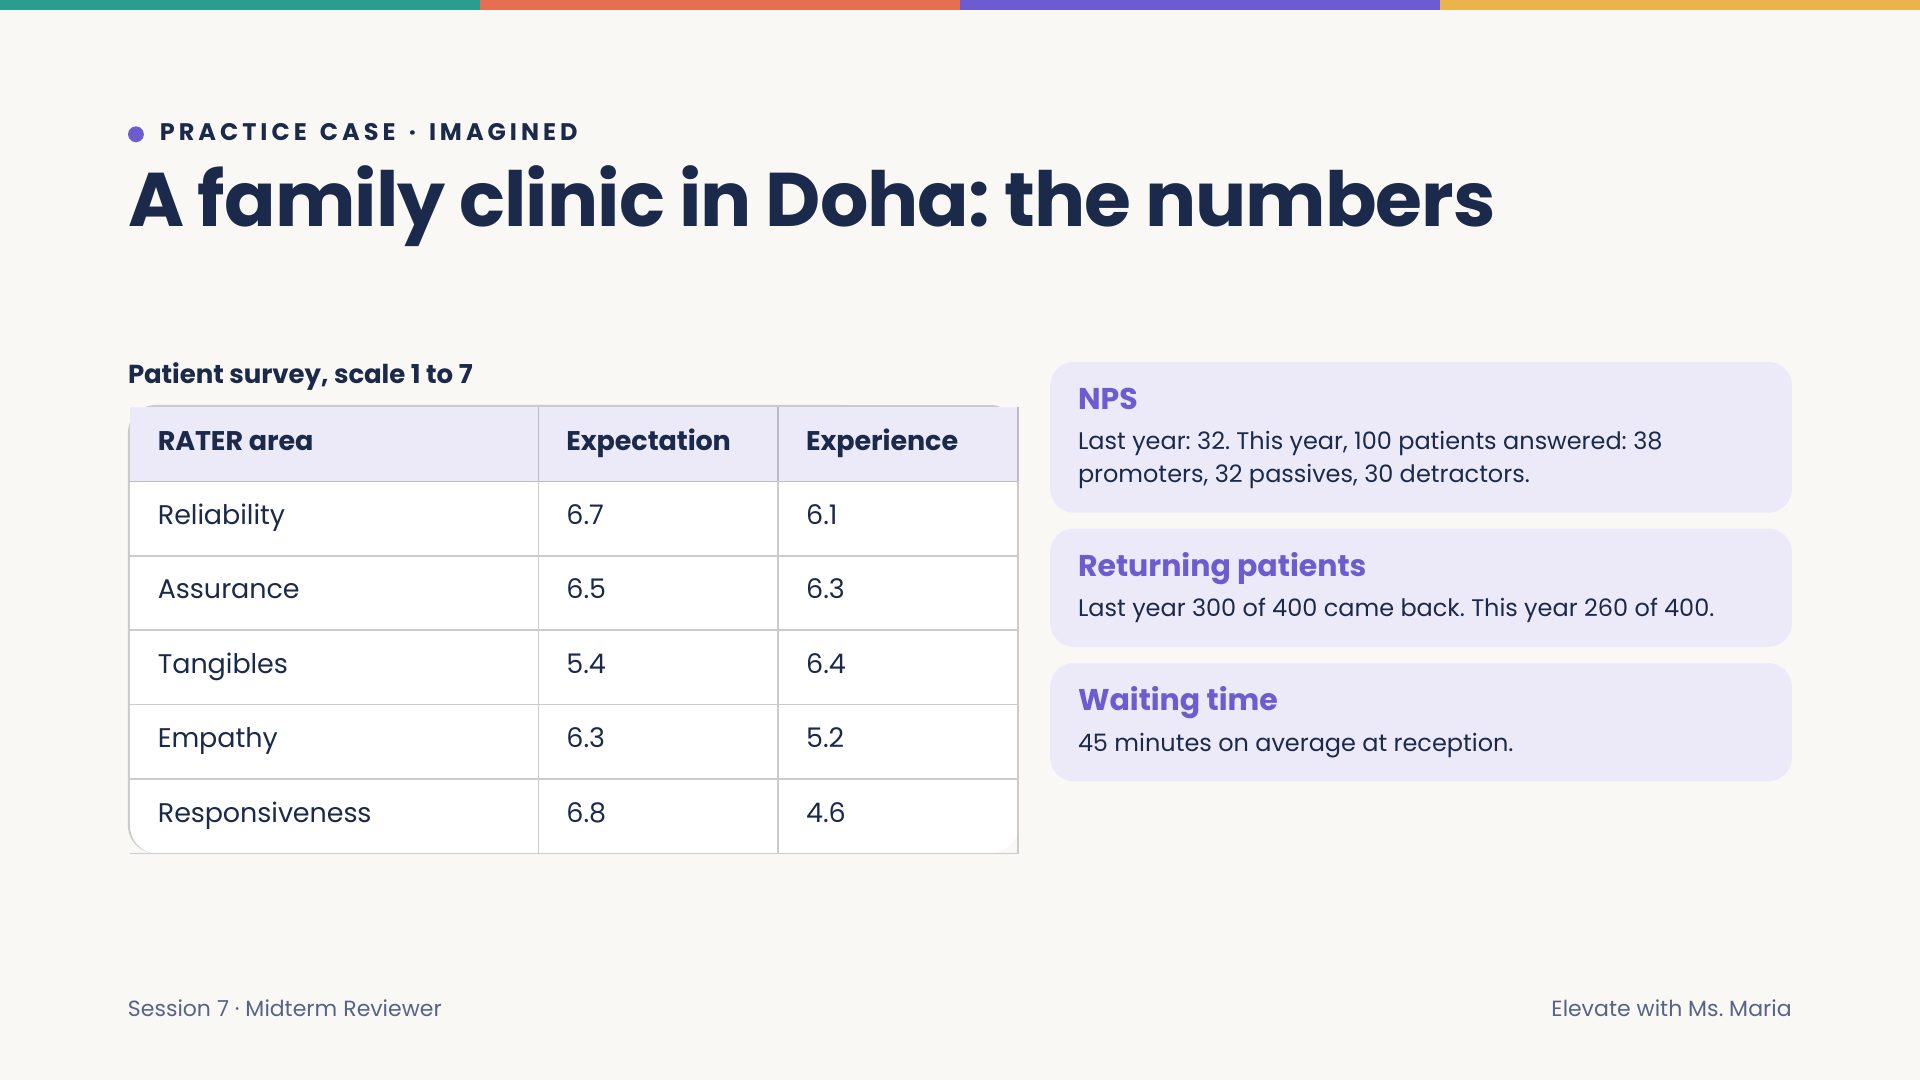 PRACTICE CASE · IMAGINED
A family clinic in Doha: the numbers
Patient survey, scale 1 to 7
RATER area Expectation Experience
Reliability 6.7 6.1
Assurance 6.5 6.3
Tangibles 5.4 6.4
Empathy 6.3 5.2
Responsiveness 6.8 4.6
NPS
Last year: 32. This year, 100 patients answered: 38
promoters, 32 passives, 30 detractors.
Returning patients
Last year 300 of 400 came back. This year 260 of 400.
Waiting time
45 minutes on average at reception.
Session 7 · Midterm Reviewer
Elevate with Ms. Maria